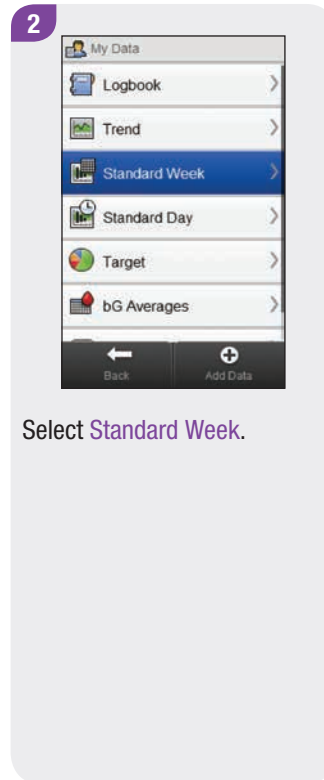 2
My Data
Logbook
Trend
Standard Week
Standard Day
Target
bG Averages
Back
Add Data
Select Standard Week.